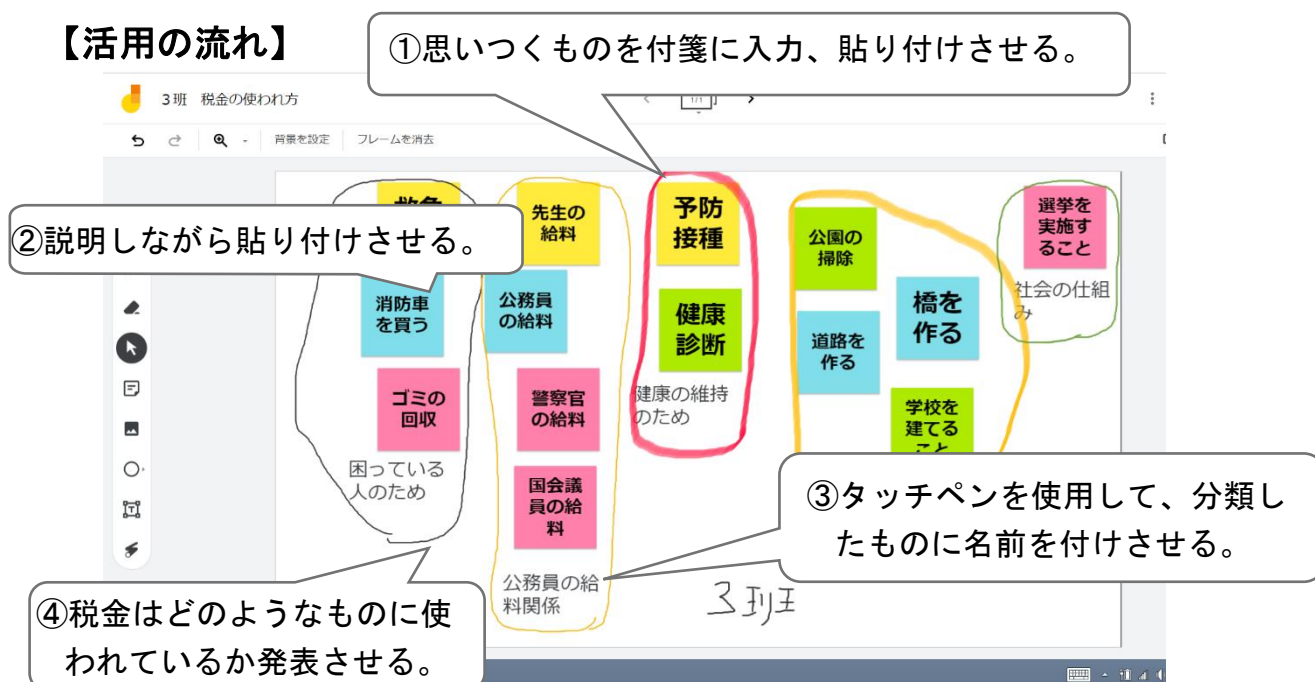 【活用の流れ】
①思いつくものを付箋に入力、貼り付けさせる。
3班 税金の使われ方
1/1
背景を設定
フレームを消去
②説明しながら貼り付けさせる。
消防車
を買う
ゴミの
回収
困っている
人のため
先生の
給料
公務員
の給料
警察官
の給料
国会議
員の給
料
公務員の給
料関係
予防
接種
健康
診断
健康の維持
のため
公園の
掃除
道路を
作る
橋を
作る
学校を
建てる
こと
選挙を
実施す
ること
社会の仕組
み
③タッチペンを使用して、分類し
たものに名前を付けさせる。
④税金はどのようなものに使
われているか発表させる。
3班